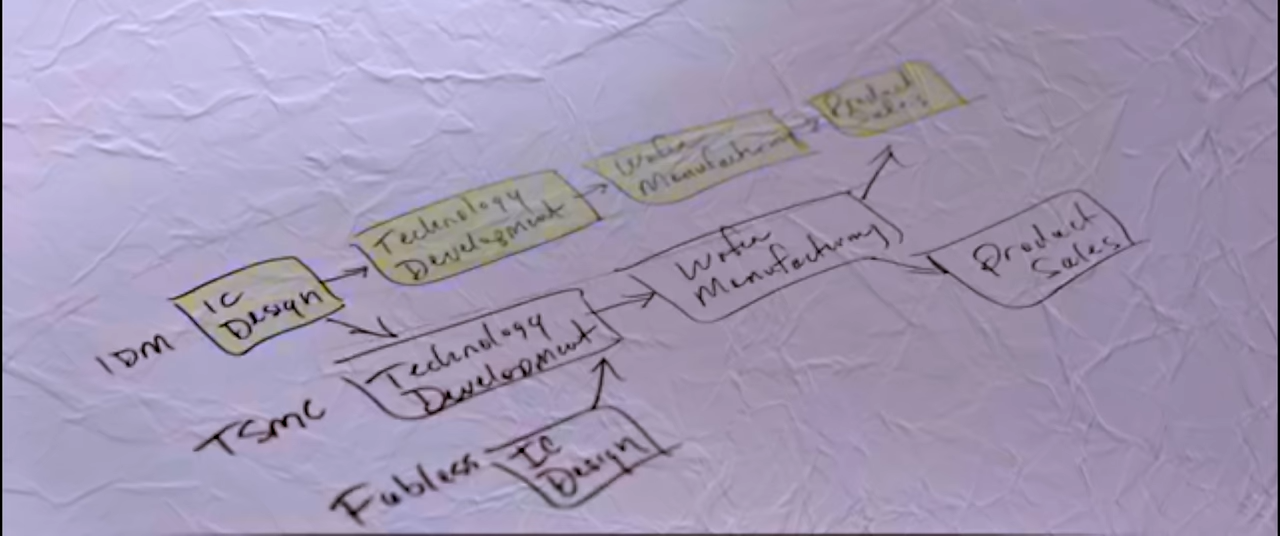 Product
Sales
Wafer
Manufacturing
Technology
Development
IC
Design
IDM
Wafer
Manufacturing
Product
Sales
Technology
Development
TSMC
IC
Design
Fabless